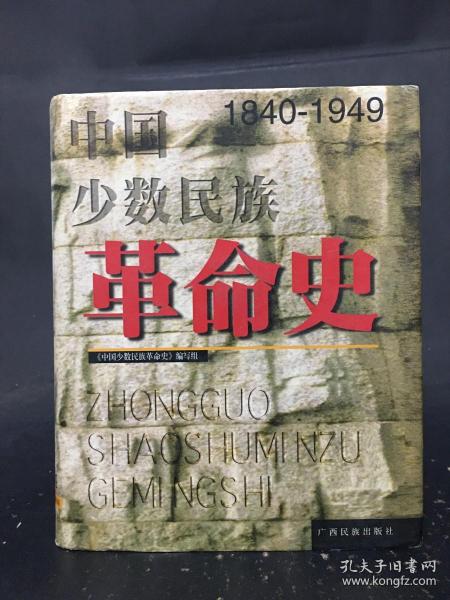 1840-1949
中国
少数民族
革命史
《中国少数民族革命史》编写组
ZHONGGUO
SHAOSHUMINZU
GEMINGSHI
广西民族出版社
孔夫子旧书网
www.kongfz.com